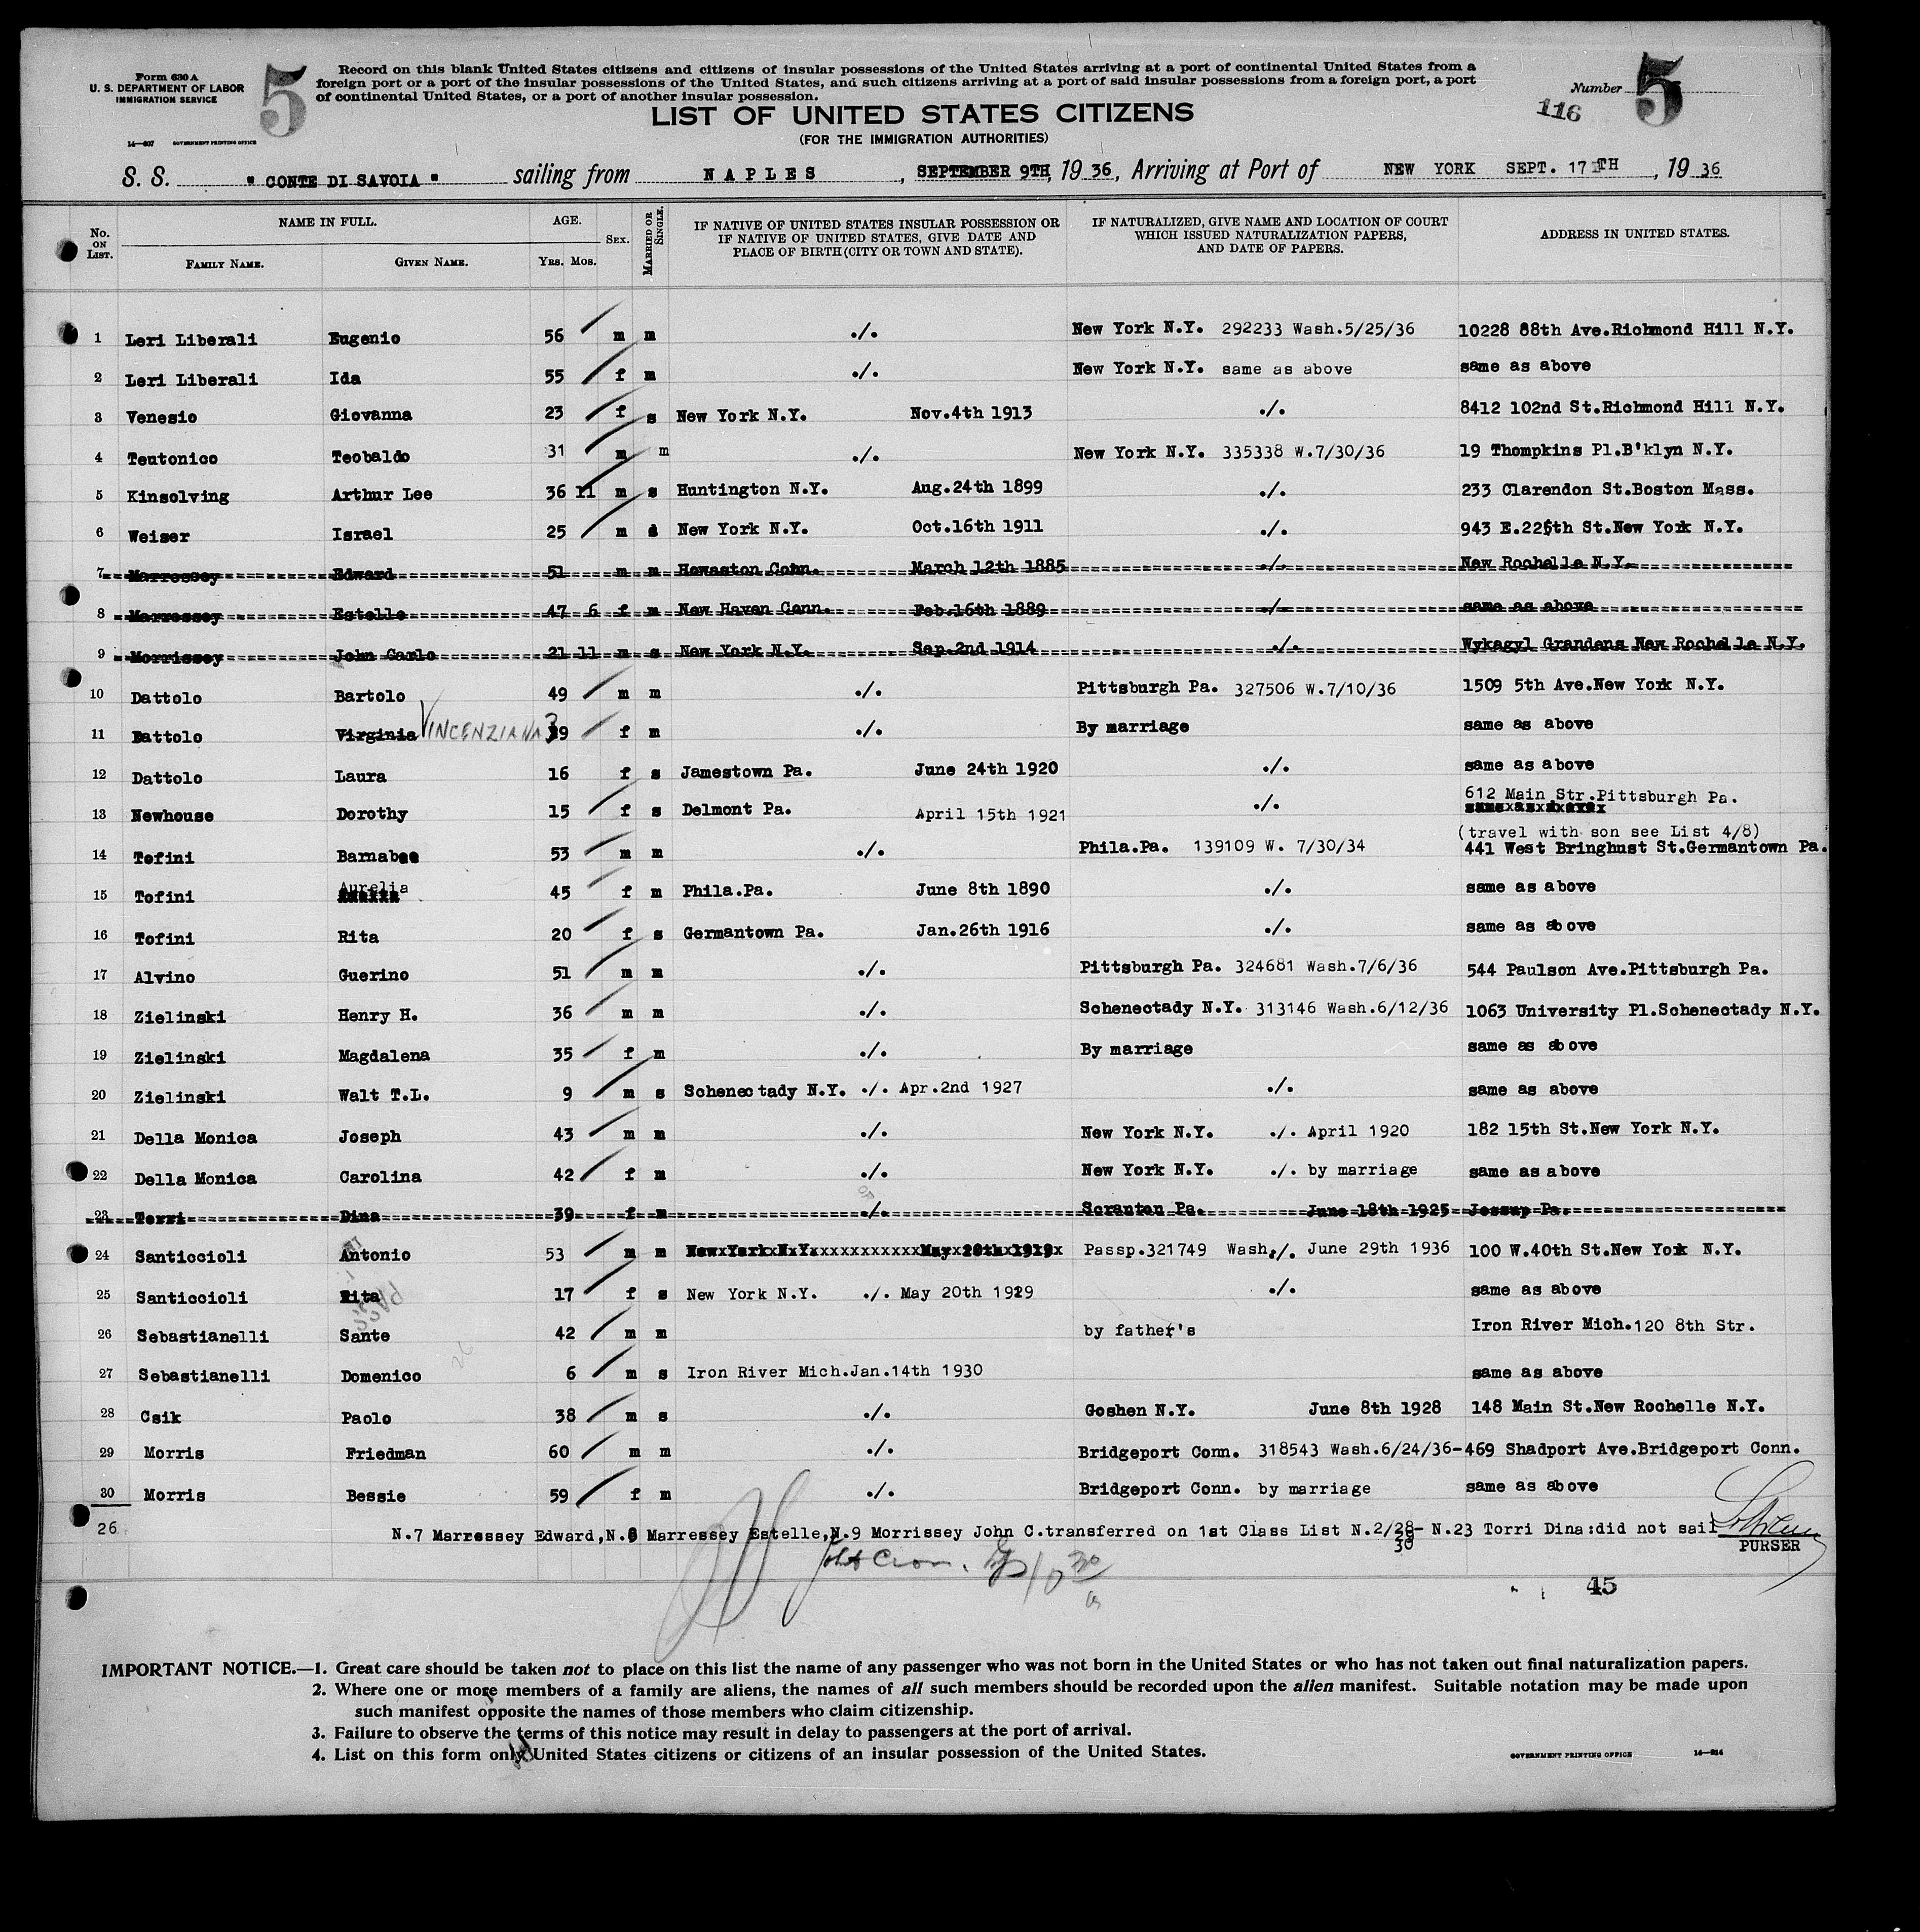 Form 630 A
U. S. DEPARTMENT OF LABOR
IMMIGRATION SERVICE
14—607 GOVERNMENT PRINTING OFFICE
5
Record on this blank United States citizens and citizens of insular possessions of the United States arriving at a port of continental United States from a
foreign port or a port of the insular possessions of the United States, and such citizens arriving at a port of said insular possessions from a foreign port, a port
of continental United States, or a port of another insular possession.
Number 5
116
LIST OF UNITED STATES CITIZENS
(FOR THE IMMIGRATION AUTHORITIES)
S. S. " CONTE DI SAVOIA " sailing from NAPLES, SEPTEMBER 9TH, 1936, Arriving at Port of NEW YORK SEPT. 17TH, 1936
No. ON LIST. NAME IN FULL. FAMILY NAME. GIVEN NAME. AGE. YRS. MOS. SEX. MARRIED OR SINGLE. IF NATIVE OF UNITED STATES INSULAR POSSESSION OR IF NATIVE OF UNITED STATES, GIVE DATE AND PLACE OF BIRTH (CITY OR TOWN AND STATE). IF NATURALIZED, GIVE NAME AND LOCATION OF COURT WHICH ISSUED NATURALIZATION PAPERS, AND DATE OF PAPERS. ADDRESS IN UNITED STATES.
1 Leri Liberali Eugenio 56 m m ./. New York N.Y. 292233 Wash.5/25/36 10228 88th Ave.Richmond Hill N.Y.
2 Leri Liberali Ida 55 f m ./. New York N.Y. same as above same as above
3 Venesio Giovanna 23 f s New York N.Y. Nov.4th 1913 ./. 8412 102nd St.Richmond Hill N.Y.
4 Teutonico Teobaldo 31 m m ./. New York N.Y. 335338 W.7/30/36 19 Thompkins Pl.B'klyn N.Y.
5 Kinsolving Arthur Lee 36 11 m s Huntington N.Y. Aug.24th 1899 ./. 233 Clarendon St.Boston Mass.
6 Weiser Israel 25 m s New York N.Y. Oct.16th 1911 ./. 943 E.225th St.New York N.Y.
7 Marressey Edward 51 m m Hewaston Conn. March 12th 1885 ./. New Rochelle N.Y.
8 Marressey Estelle 47 6 f m New Haven Conn. Feb.16th 1889 ./. same as above
9 Morrissey John Carlo 21 11 m s New York N.Y. Sep.2nd 1914 ./. Wykagyl Grandens New Rochelle N.Y.
10 Dattolo Bartolo 49 m m ./. Pittsburgh Pa. 327506 W.7/10/36 1509 5th Ave.New York N.Y.
11 Dattolo Virginia VINCENZIANA 39 f m ./. By marriage same as above
12 Dattolo Laura 16 f s Jamestown Pa. June 24th 1920 ./. same as above
13 Newhouse Dorothy 15 f s Delmont Pa. April 15th 1921 ./. 612 Main Str.Pittsburgh Pa.
(travel with son see List 4/8)
14 Tofini Barnabee 53 m m ./. Phila.Pa. 139109 W. 7/30/34 441 West Bringhust St.Germantown Pa.
15 Tofini Aurelia 45 f m Phila.Pa. June 8th 1890 ./. same as above
16 Tofini Rita 20 f s Germantown Pa. Jan.26th 1916 ./. same as above
17 Alvino Guerino 51 m m ./. Pittsburgh Pa. 324681 Wash.7/6/36 544 Paulson Ave.Pittsburgh Pa.
18 Zielinski Henry H. 36 m m ./. Schenectady N.Y. 313146 Wash.6/12/36 1063 University Pl.Schenectady N.Y.
19 Zielinski Magdalena 35 f m ./. By marriage same as above
20 Zielinski Walt T.L. 9 m s Schenectady N.Y. ./. Apr.2nd 1927 ./. same as above
21 Della Monica Joseph 43 m m ./. New York N.Y. ./. April 1920 182 15th St.New York N.Y.
22 Della Monica Carolina 42 f m ./. New York N.Y. ./. by marriage same as above
23 Torri Dina 39 f m ./. Scranton Pa. June 18th 1925 Jessup Pa.
24 Santiccioli Antonio 53 m m New York N.Y. May 20th 1919 Passp.321749 Wash. ./. June 29th 1936 100 W.40th St.New York N.Y.
25 Santiccioli Rita 17 f s New York N.Y. ./. May 20th 1919 ./. same as above
PASS
26 Sebastianelli Sante 42 m m by father's Iron River Mich.120 8th Str.
27 Sebastianelli Domenico 6 m s Iron River Mich.Jan.14th 1930 same as above
28 Csik Paolo 38 m s ./. Goshen N.Y. June 8th 1928 148 Main St.New Rochelle N.Y.
29 Morris Friedman 60 m m ./. Bridgeport Conn. 318543 Wash.6/24/36-469 Shadport Ave.Bridgeport Conn.
30 Morris Bessie 59 f m ./. Bridgeport Conn. by marriage same as above
26 N.7 Marressey Edward,N.8 Marressey Estelle,N.9 Morrissey John C.transferred on 1st Class List N.2/28- N.23 Torri Dina:did not sail
29
30
PURSER
45
IMPORTANT NOTICE.—1. Great care should be taken not to place on this list the name of any passenger who was not born in the United States or who has not taken out final naturalization papers.
2. Where one or more members of a family are aliens, the names of all such members should be recorded upon the alien manifest. Suitable notation may be made upon
such manifest opposite the names of those members who claim citizenship.
3. Failure to observe the terms of this notice may result in delay to passengers at the port of arrival.
4. List on this form only United States citizens or citizens of an insular possession of the United States.
GOVERNMENT PRINTING OFFICE 14—